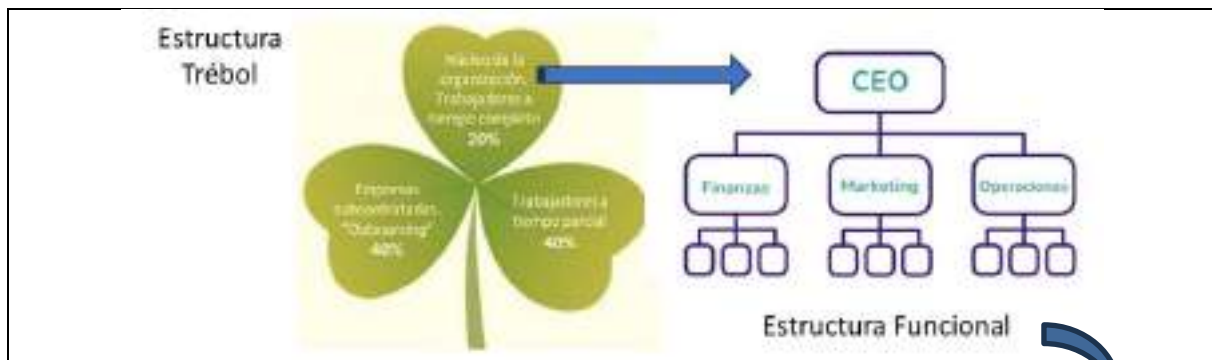 Estructura
Trébol
Núcleo de la
organización.
Trabajadores a
tiempo completo
20%
Empresas
subcontratadas.
"Outsourcing"
40%
Trabajadores a
tiempo parcial
40%
CEO
Finanzas
Marketing
Operaciones
Estructura Funcional